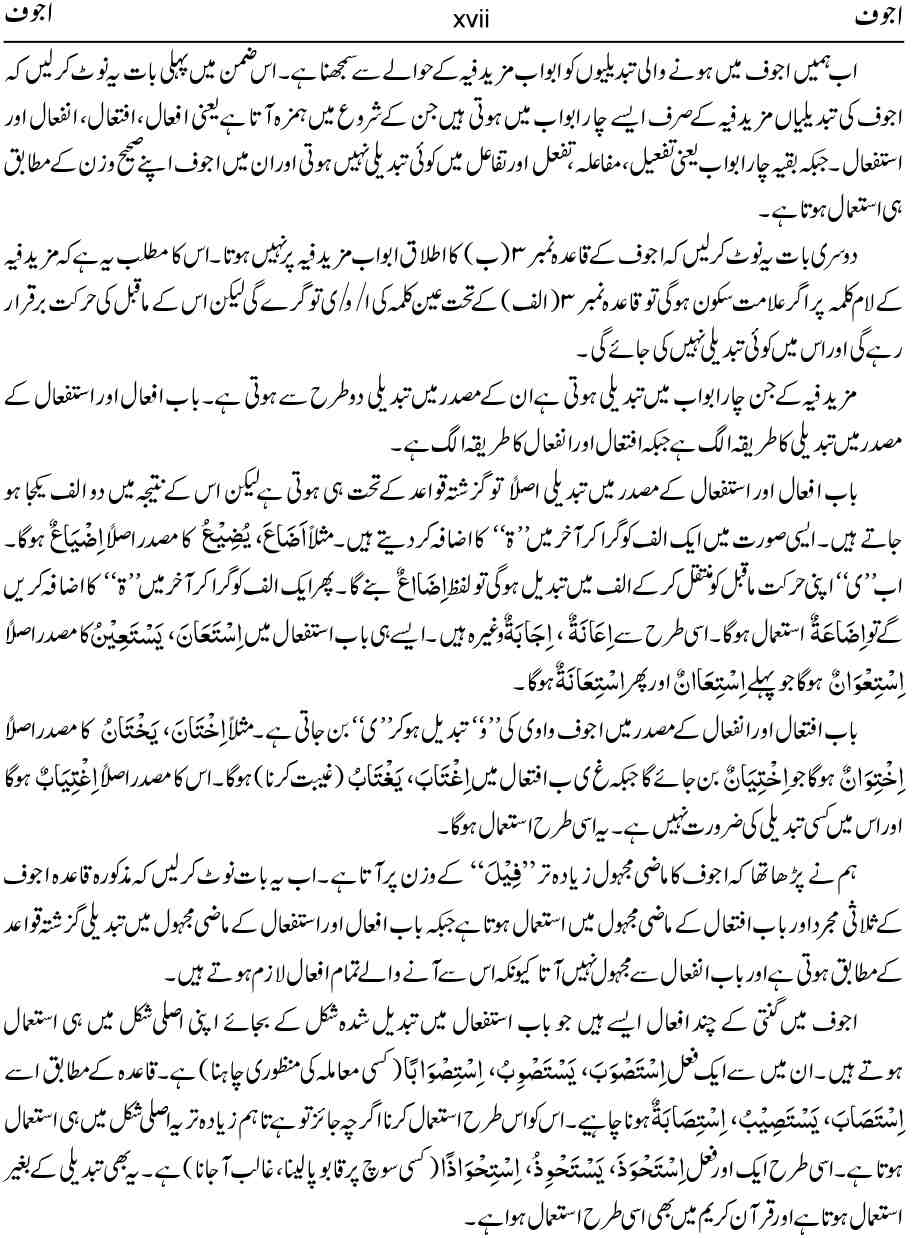 اجوف xvii اجوف
اب ہمیں اجوف میں ہونے والی تبدیلیوں کو ابواب مزید فیہ کے حوالے سے سمجھنا ہے۔ اس ضمن میں پہلی بات یہ نوٹ کر لیں کہ
اجوف کی تبدیلیاں مزید فیہ کے صرف ایسے چار ابواب میں ہوتی ہیں جن کے شروع میں ہمزہ آتا ہے یعنی افعال، افتعال، انفعال اور
استفعال۔ جبکہ بقیہ چار ابواب یعنی تفعیل، مفاعلہ، تفعل اور تفاعل میں کوئی تبدیلی نہیں ہوتی اور ان میں اجوف اپنے صحیح وزن کے مطابق
ہی استعمال ہوتا ہے۔
دوسری بات یہ نوٹ کر لیں کہ اجوف کے قاعدہ نمبر ۳ (ب) کا اطلاق ابواب مزید فیہ پر نہیں ہوتا۔ اس کا مطلب یہ ہے کہ مزید فیہ
کے لام کلمہ پر اگر علامت سکون ہوگی تو قاعدہ نمبر ۳ (الف) کے تحت عین کلمہ کی ا/ و/ ی تو گرے گی لیکن اس کے ماقبل کی حرکت برقرار
رہے گی اور اس میں کوئی تبدیلی نہیں کی جائے گی۔
مزید فیہ کے جن چار ابواب میں تبدیلی ہوتی ہے ان کے مصدر میں تبدیلی دو طرح سے ہوتی ہے۔ باب افعال اور استفعال کے
مصدر میں تبدیلی کا طریقہ الگ ہے جبکہ افتعال اور انفعال کا طریقہ الگ ہے۔
باب افعال اور استفعال کے مصدر میں تبدیلی اصلاً تو گزشتہ قواعد کے تحت ہی ہوتی ہے لیکن اس کے نتیجہ میں دو الف یکجا ہو
جاتے ہیں۔ ایسی صورت میں ایک الف کو گرا کر آخر میں ’’ة‘‘ کا اضافہ کر دیتے ہیں۔ مثلاً اَضَاعَ، یُضِیْعُ کا مصدر اصلاً اِضْیَاعٌ ہوگا۔
اب ’’ی‘‘ اپنی حرکت ماقبل کو منتقل کر کے الف میں تبدیل ہوگی تو لفظ اِضَااعٌ بنے گا۔ پھر ایک الف کو گرا کر آخر میں ’’ة‘‘ کا اضافہ کریں
گے تو اِضَاعَةٌ استعمال ہوگا۔ اسی طرح سے اِعَانَةٌ ، اِجَابَةٌ وغیرہ ہیں۔ ایسے ہی باب استفعال میں اِسْتَعَانَ، یَسْتَعِیْنُ کا مصدر اصلاً
اِسْتِعْوَانٌ ہوگا جو پہلے اِسْتِعَاانٌ اور پھر اِسْتِعَانَةٌ ہوگا۔
باب افتعال اور انفعال کے مصدر میں اجوف واوی کی ’’وْ‘‘ تبدیل ہو کر ’’ی‘‘ بن جاتی ہے۔ مثلاً اِخْتَانَ، یَخْتَانُ کا مصدر اصلاً
اِخْتِوَانٌ ہوگا جو اِخْتِیَانٌ بن جائے گا جبکہ غ ی ب افتعال میں اِغْتَابَ، یَغْتَابُ (غیبت کرنا) ہوگا۔ اس کا مصدر اصلاً اِغْتِیَابٌ ہوگا
اور اس میں کسی تبدیلی کی ضرورت نہیں ہے۔ یہ اسی طرح استعمال ہوگا۔
ہم نے پڑھا تھا کہ اجوف کا ماضی مجہول زیادہ تر ’’فِیْلَ‘‘ کے وزن پر آتا ہے۔ اب یہ بات نوٹ کر لیں کہ مذکورہ قاعدہ اجوف
کے ثلاثی مجرد اور باب افتعال کے ماضی مجہول میں استعمال ہوتا ہے جبکہ باب افعال اور استفعال کے ماضی مجہول میں تبدیلی گزشتہ قواعد
کے مطابق ہوتی ہے اور باب انفعال سے مجہول نہیں آتا کیونکہ اس سے آنے والے تمام افعال لازم ہوتے ہیں۔
اجوف میں گنتی کے چند افعال ایسے ہیں جو باب استفعال میں تبدیل شدہ شکل کے بجائے اپنی اصلی شکل میں ہی استعمال
ہوتے ہیں۔ ان میں سے ایک فعل اِسْتَصْوَبَ، یَسْتَصْوِبُ، اِسْتِصْوَابًا (کسی معاملہ کی منظوری چاہنا) ہے۔ قاعدہ کے مطابق اسے
اِسْتَصَابَ، یَسْتَصِیْبُ، اِسْتِصَابَةٌ ہونا چاہیے۔ اس کو اس طرح استعمال کرنا اگرچہ جائز تو ہے تاہم زیادہ تر یہ اصلی شکل میں ہی استعمال
ہوتا ہے۔ اسی طرح ایک اور فعل اِسْتَحْوَذَ، یَسْتَحْوِذُ، اِسْتِحْوَاذًا (کسی سوچ پر قابو پا لینا، غالب آ جانا) ہے۔ یہ بھی تبدیلی کے بغیر
استعمال ہوتا ہے اور قرآن کریم میں بھی اسی طرح استعمال ہوا ہے۔